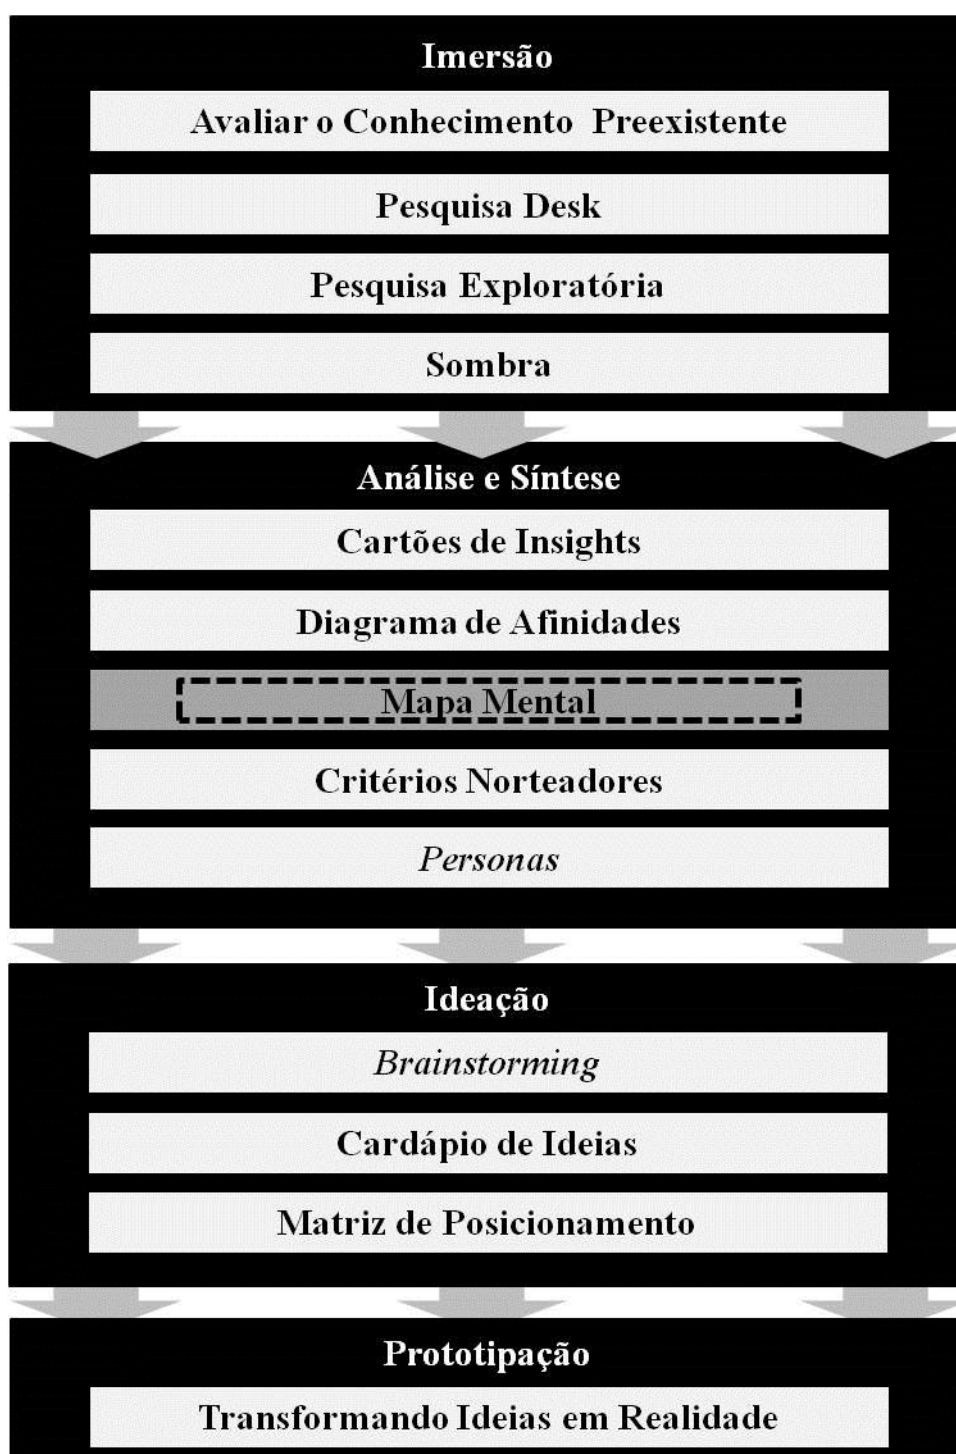 Imersão
Avaliar o Conhecimento Preexistente
Pesquisa Desk
Pesquisa Exploratória
Sombra
Análise e Síntese
Cartões de Insights
Diagrama de Afinidades
Mapa Mental
Critérios Norteadores
Personas
Ideação
Brainstorming
Cardápio de Ideias
Matriz de Posicionamento
Prototipação
Transformando Ideias em Realidade